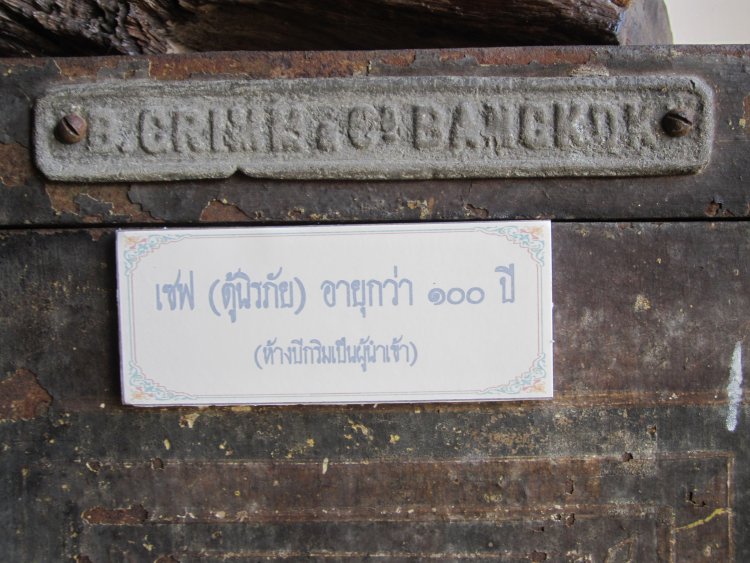 B. GRIMM & Co BANGKOK
เซฟ (ตู้นิรภัย) อายุกว่า ๑๐๐ ปี
(ห้างบีกริมเป็นผู้นำเข้า)